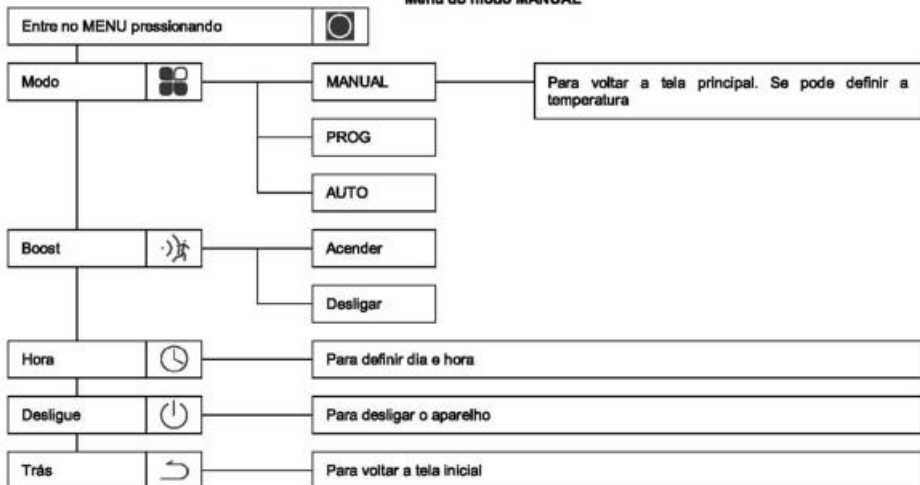 Menu do modo MANUAL
Entre no MENU pressionando
Modo
MANUAL
Para voltar a tela principal. Se pode definir a
temperatura
PROG
AUTO
Boost
Acender
Desligar
Hora
Para definir dia e hora
Desligue
Para desligar o aparelho
Trás
Para voltar a tela inicial